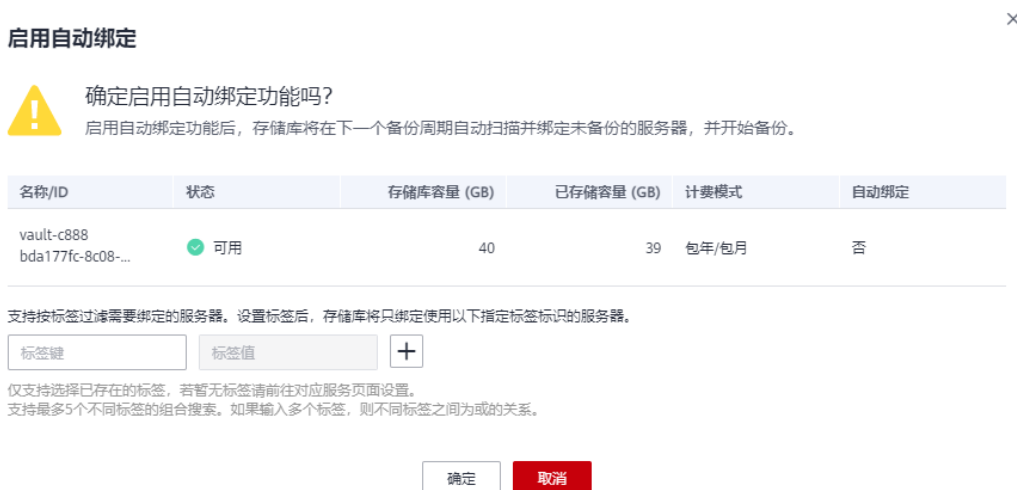 启用自动绑定
确定启用自动绑定功能吗?
启用自动绑定功能后，存储库将在下一个备份周期自动扫描并绑定未备份的服务器，并开始备份。
名称/ID 状态 存储库容量 (GB) 已存储容量 (GB) 计费模式 自动绑定
vault-c888
bda177fc-8c08-... 可用 40 39 包年/包月 否
支持按标签过滤需要绑定的服务器。设置标签后，存储库将只绑定使用以下指定标签标识的服务器。
标签键 标签值
仅支持选择已存在的标签，若暂无标签请前往对应服务页面设置。
支持最多5个不同标签的组合搜索。如果输入多个标签，则不同标签之间为或的关系。
确定 取消